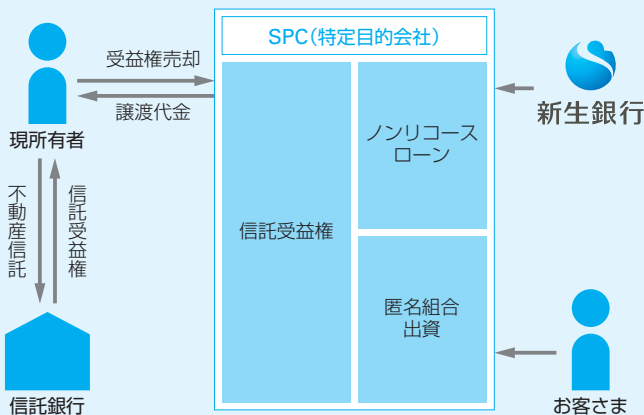 SPC（特定目的会社）
受益権売却
譲渡代金
現所有者
新生銀行
ノンリコース
ローン
信託受益権
不動産信託
信託受益権
匿名組合
出資
信託銀行
お客さま